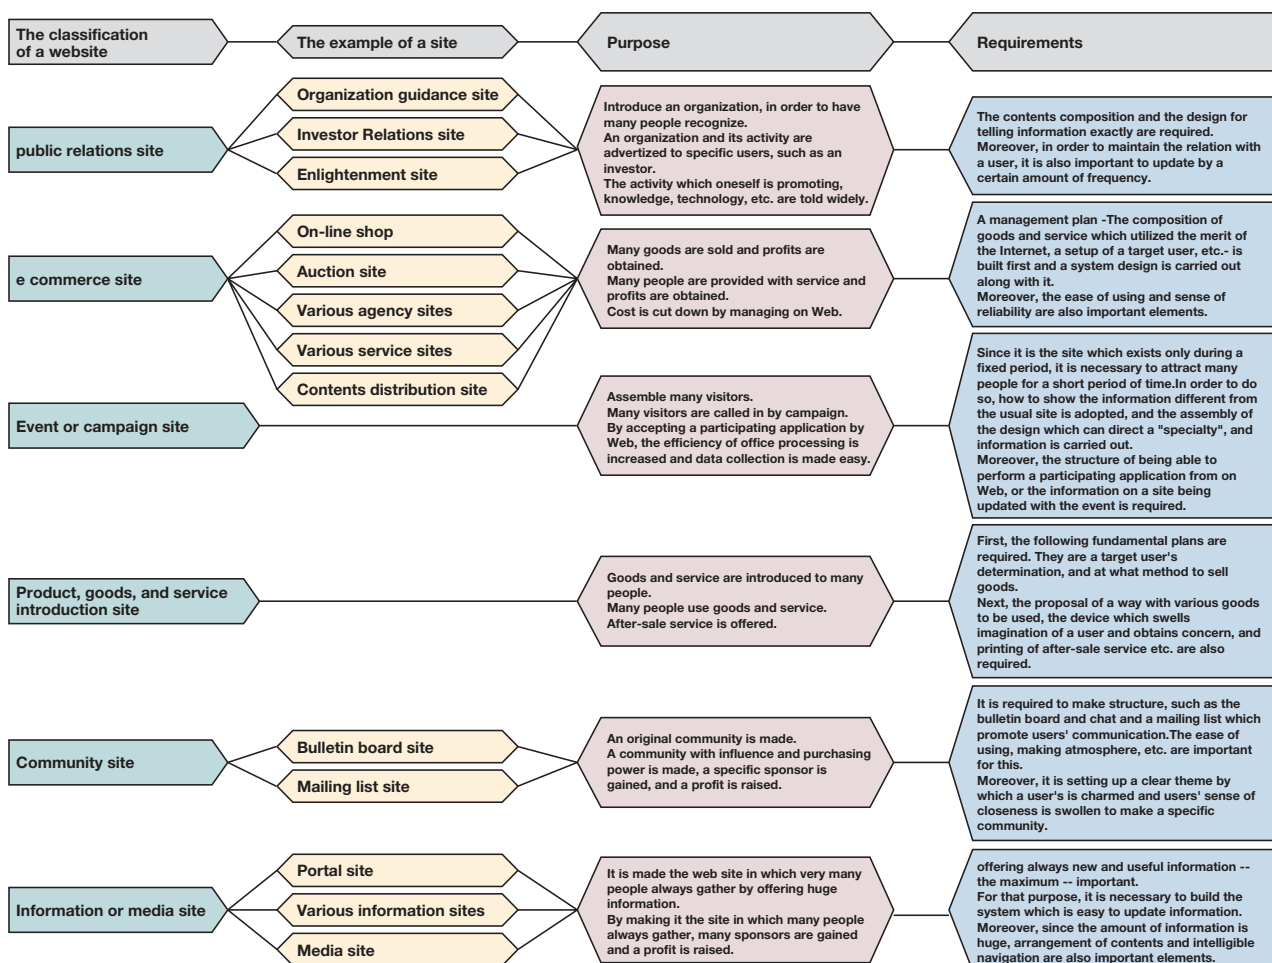 The classification
of a website
The example of a site
Purpose
Requirements
public relations site
Organization guidance site
Investor Relations site
Enlightenment site
Introduce an organization, in order to have
many people recognize.
An organization and its activity are
advertized to specific users, such as an
investor.
The activity which oneself is promoting,
knowledge, technology, etc. are told widely.
The contents composition and the design for
telling information exactly are required.
Moreover, in order to maintain the relation with
a user, it is also important to update by a
certain amount of frequency.
e commerce site
On-line shop
Auction site
Various agency sites
Various service sites
Contents distribution site
Many goods are sold and profits are
obtained.
Many people are provided with service and
profits are obtained.
Cost is cut down by managing on Web.
A management plan -The composition of
goods and service which utilized the merit of
the Internet, a setup of a target user, etc.- is
built first and a system design is carried out
along with it.
Moreover, the ease of using and sense of
reliability are also important elements.
Event or campaign site
Assemble many visitors.
Many visitors are called in by campaign.
By accepting a participating application by
Web, the efficiency of office processing is
increased and data collection is made easy.
Since it is the site which exists only during a
fixed period, it is necessary to attract many
people for a short period of time.In order to do
so, how to show the information different from
the usual site is adopted, and the assembly of
the design which can direct a "specialty", and
information is carried out.
Moreover, the structure of being able to
perform a participating application from on
Web, or the information on a site being
updated with the event is required.
Product, goods, and service
introduction site
Goods and service are introduced to many
people.
Many people use goods and service.
After-sale service is offered.
First, the following fundamental plans are
required. They are a target user's
determination, and at what method to sell
goods.
Next, the proposal of a way with various goods
to be used, the device which swells
imagination of a user and obtains concern, and
printing of after-sale service etc. are also
required.
Community site
Bulletin board site
Mailing list site
An original community is made.
A community with influence and purchasing
power is made, a specific sponsor is
gained, and a profit is raised.
It is required to make structure, such as the
bulletin board and chat and a mailing list which
promote users' communication.The ease of
using, making atmosphere, etc. are important
for this.
Moreover, it is setting up a clear theme by
which a user's is charmed and users' sense of
closeness is swollen to make a specific
community.
Information or media site
Portal site
Various information sites
Media site
It is made the web site in which very many
people always gather by offering huge
information.
By making it the site in which many people
always gather, many sponsors are gained
and a profit is raised.
offering always new and useful information --
the maximum -- important.
For that purpose, it is necessary to build the
system which is easy to update information.
Moreover, since the amount of information is
huge, arrangement of contents and intelligible
navigation are also important elements.